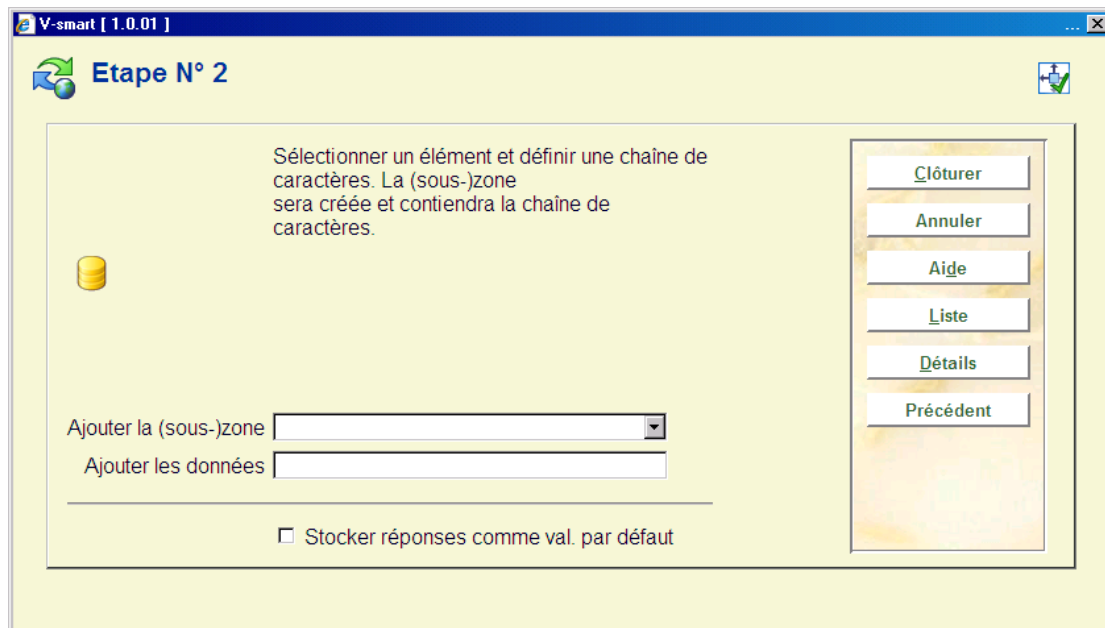 V-smart [ 1.0.01 ]
...
Etape N° 2
Sélectionner un élément et définir une chaîne de
caractères. La (sous-)zone
sera créée et contiendra la chaîne de
caractères.
Clôturer
Annuler
Aide
Liste
Détails
Précédent
Ajouter la (sous-)zone
Ajouter les données
Stocker réponses comme val. par défaut